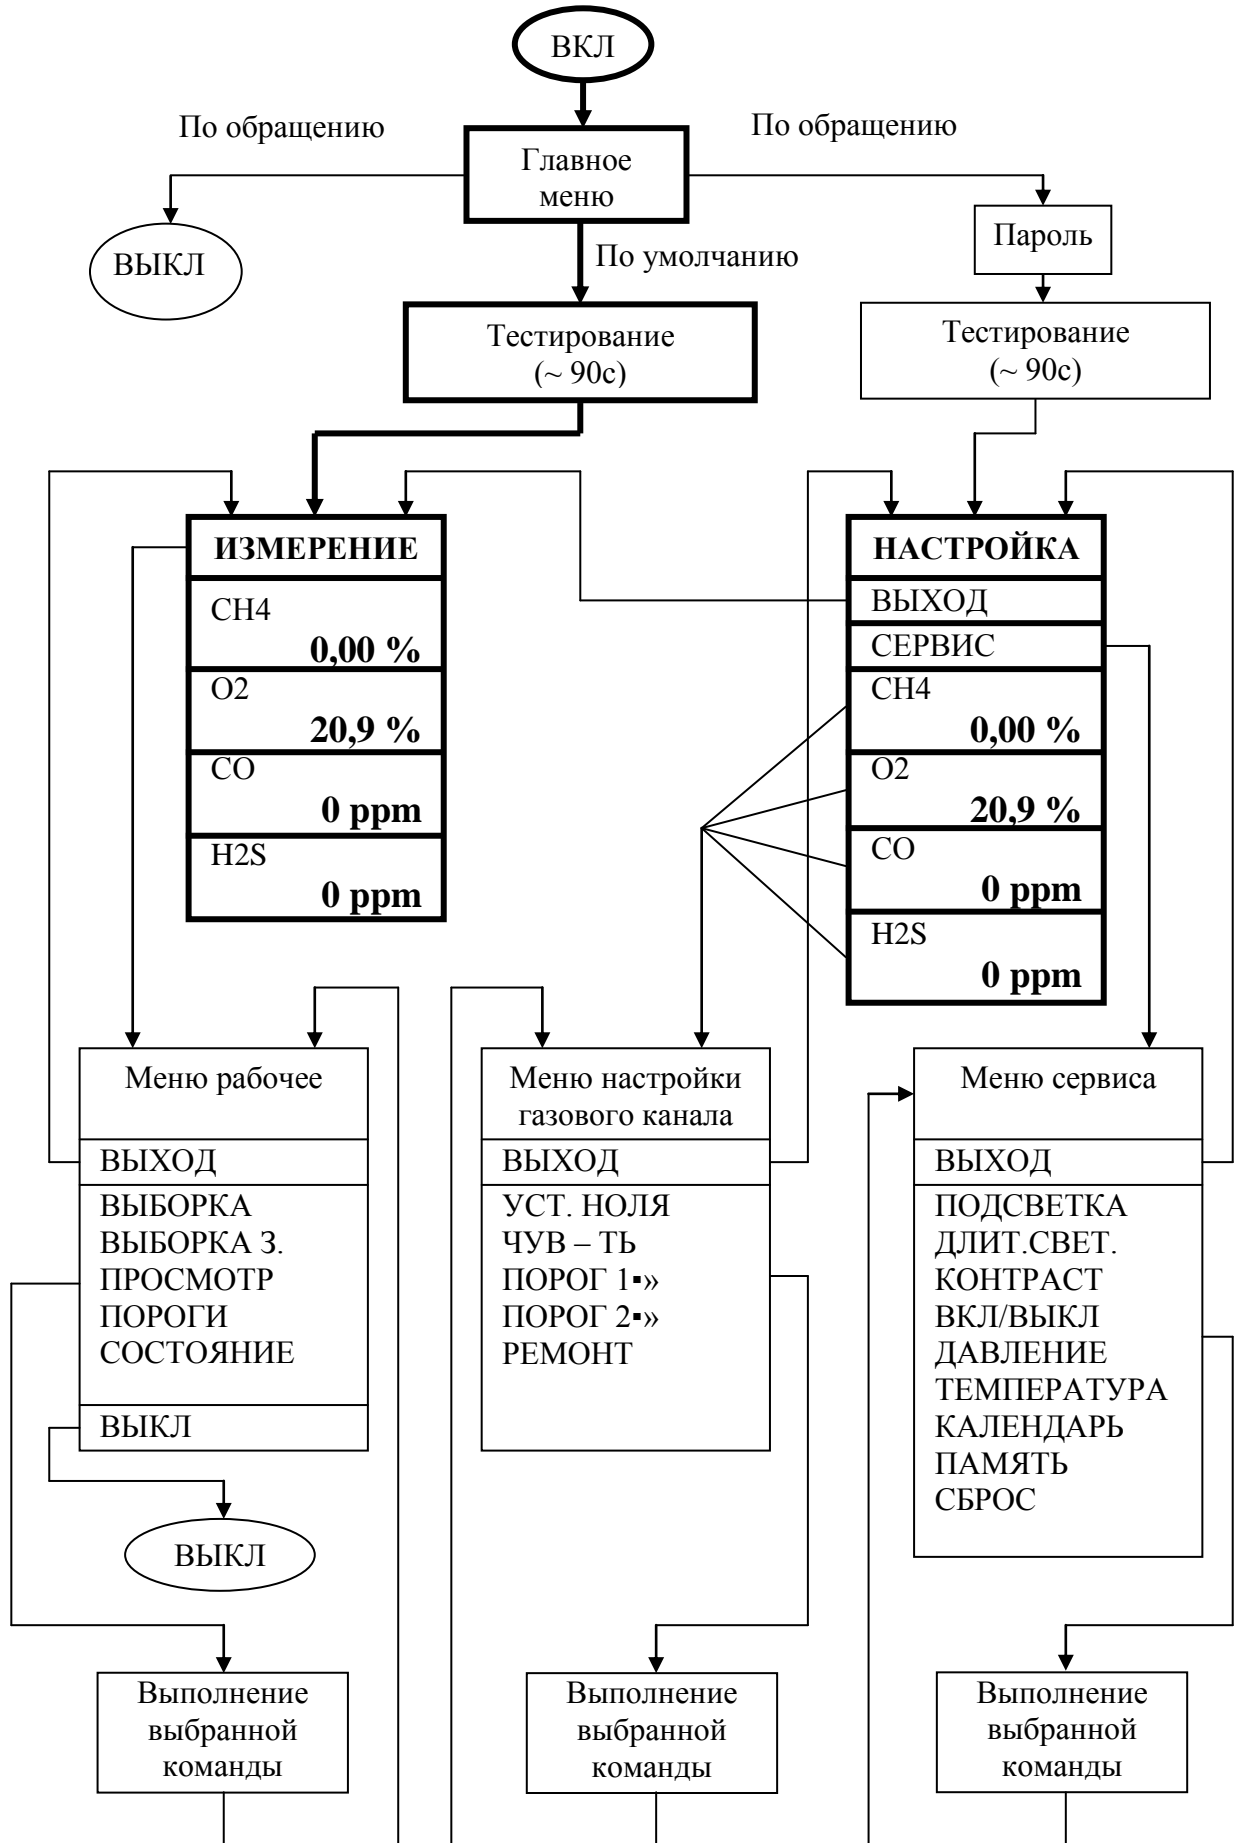 ВКЛ
По обращению
По обращению
Главное
меню
ВЫКЛ
Пароль
По умолчанию
Тестирование
(~ 90с)
Тестирование
(~ 90с)
ИЗМЕРЕНИЕ
CH4
0,00 %
O2
20,9 %
CO
0 ppm
H2S
0 ppm
НАСТРОЙКА
ВЫХОД
СЕРВИС
CH4
0,00 %
O2
20,9 %
CO
0 ppm
H2S
0 ppm
Меню рабочее
ВЫХОД
ВЫБОРКА
ВЫБОРКА З.
ПРОСМОТР
ПОРОГИ
СОСТОЯНИЕ
ВЫКЛ
ВЫКЛ
Выполнение
выбранной
команды
Меню настройки
газового канала
ВЫХОД
УСТ. НОЛЯ
ЧУВ – ТЬ
ПОРОГ 1▪»
ПОРОГ 2▪»
РЕМОНТ
Выполнение
выбранной
команды
Меню сервиса
ВЫХОД
ПОДСВЕТКА
ДЛИТ.СВЕТ.
КОНТРАСТ
ВКЛ/ВЫКЛ
ДАВЛЕНИЕ
ТЕМПЕРАТУРА
КАЛЕНДАРЬ
ПАМЯТЬ
СБРОС
Выполнение
выбранной
команды